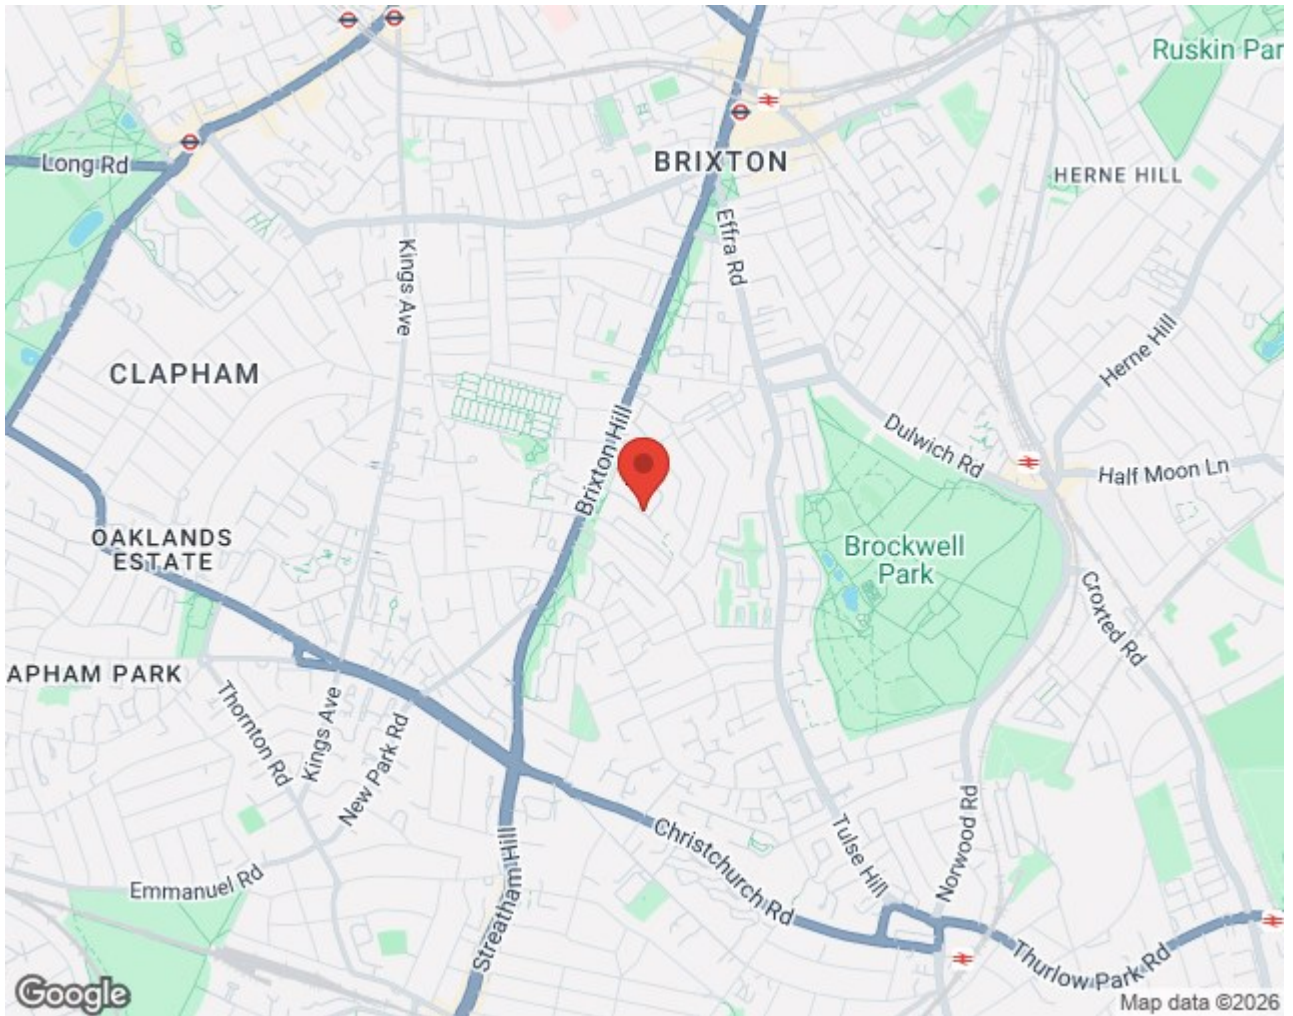 Ruskin Par
Long Rd
BRIXTON
HERNE HILL
Effra Rd
Kings Ave
Herne Hill
CLAPHAM
Brixton Hill
Dulwich Rd
Half Moon Ln
OAKLANDS
ESTATE
Brockwell
Park
Croxted Rd
APHAM PARK
Thornton Rd
Kings Ave
New Park Rd
Christchurch Rd
Tulse Hill
Norwood Rd
Emmanuel Rd
Streatham Hill
Thurlow Park Rd
Google
Map data ©2026